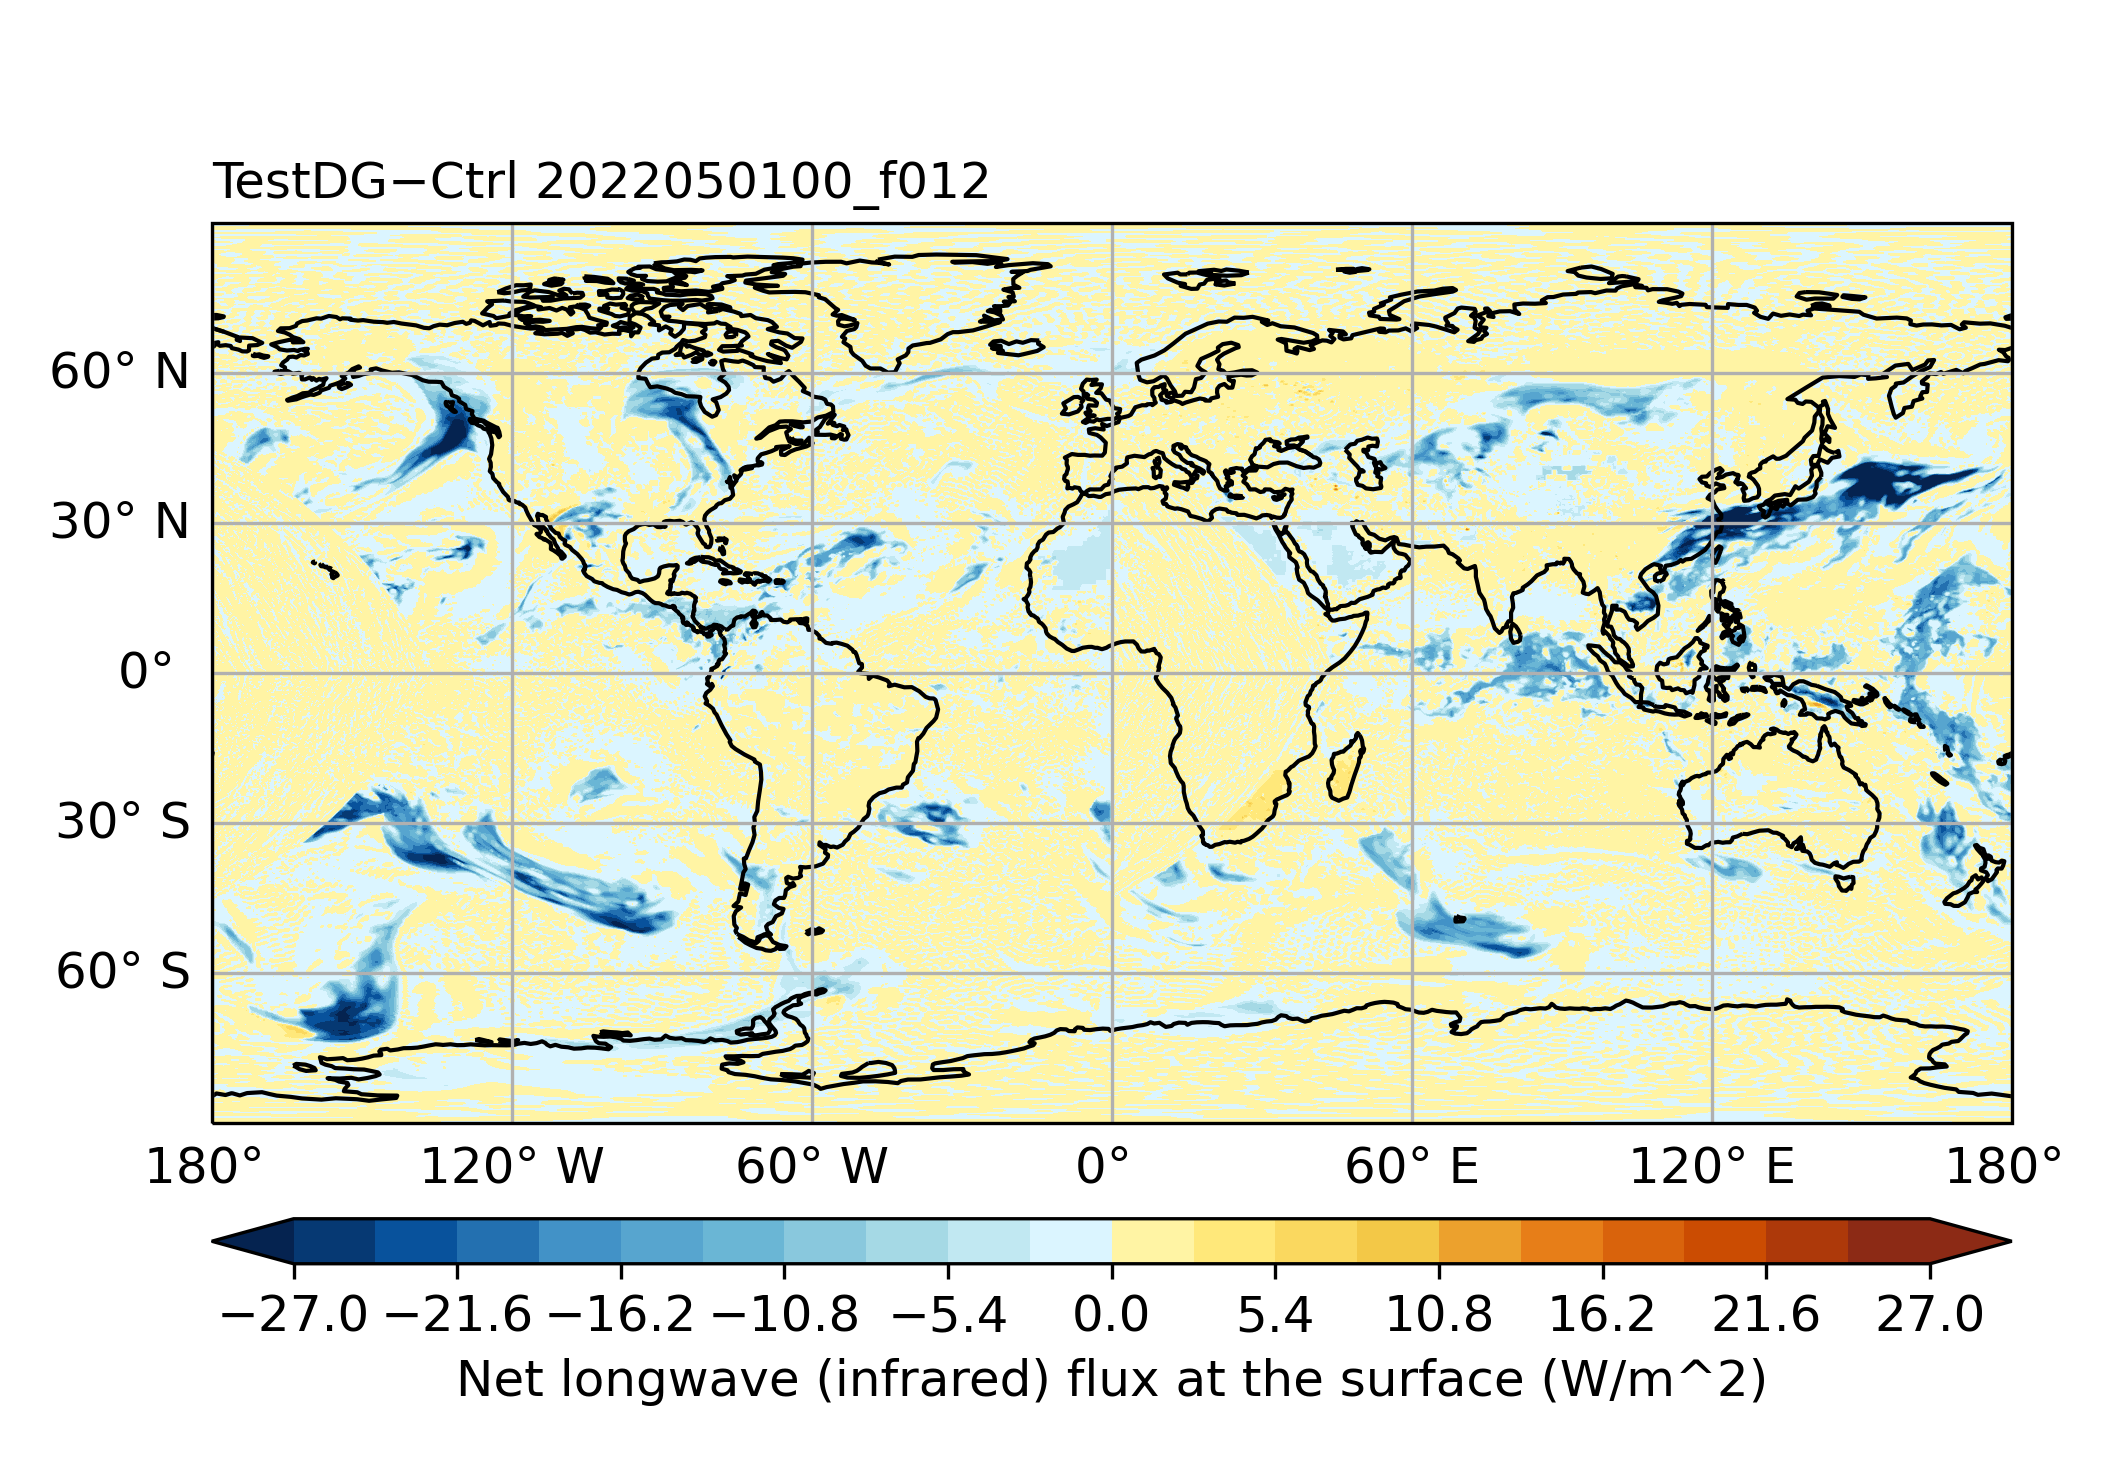 TestDG−Ctrl 2022050100_f012
60° N
30° N
0°
30° S
60° S
180° 120° W 60° W 0° 60° E 120° E 180°
−27.0 −21.6 −16.2 −10.8 −5.4 0.0 5.4 10.8 16.2 21.6 27.0
Net longwave (infrared) flux at the surface (W/m^2)